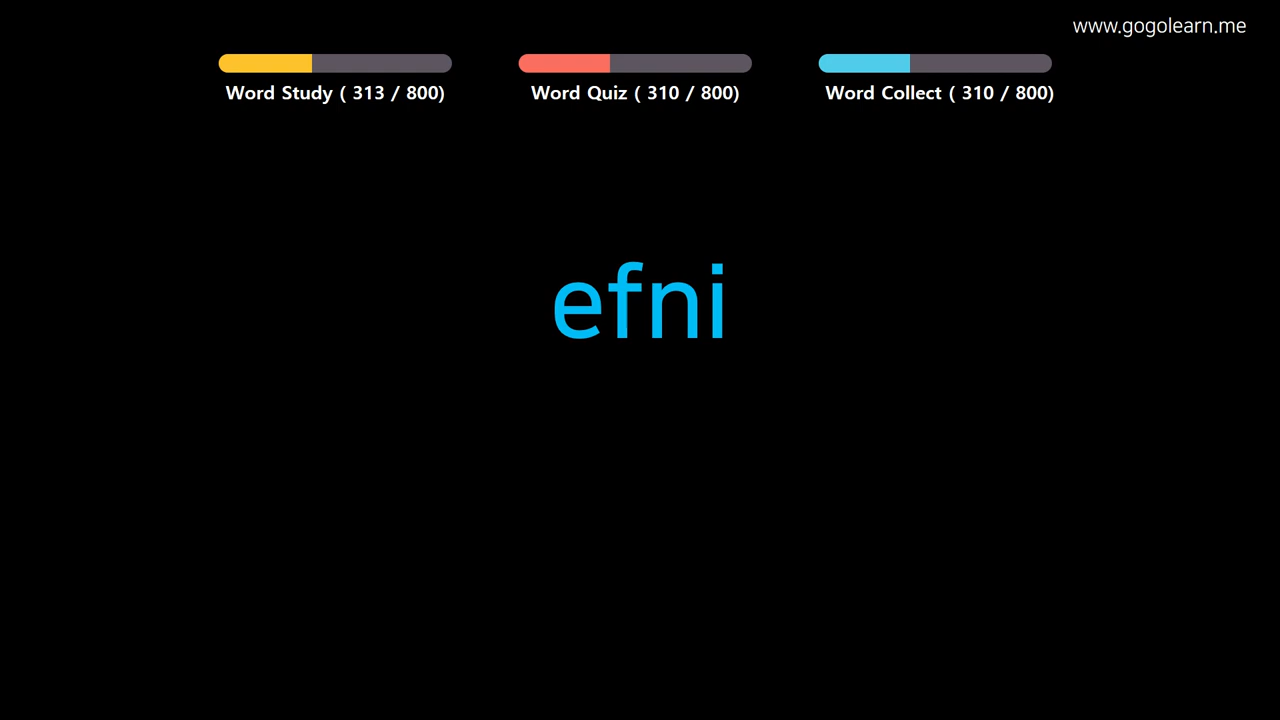 www.gogolearn.me
Word Study ( 313 / 800)
Word Quiz ( 310 / 800)
Word Collect ( 310 / 800)
efni